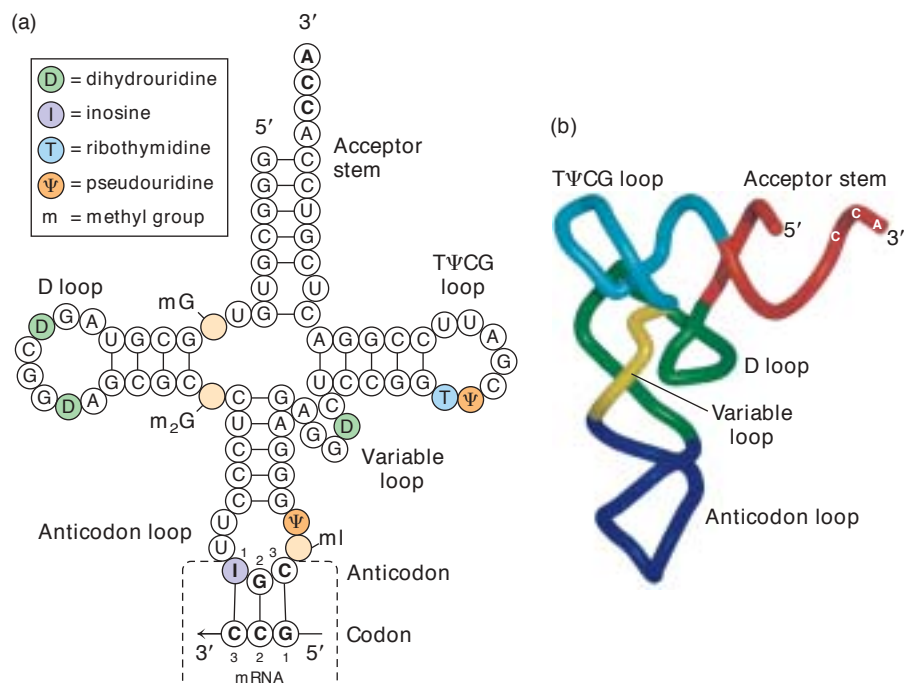 (a)
3′
A
C
C
A
D = dihydrouridine
I = inosine
T = ribothymidine
Ψ = pseudouridine
m = methyl group
5′
Acceptor
stem
G C
G C
G U
C G
G C
U U
U G C
D loop
mG
TΨCG
loop
D G A U G C G
A G G C C U U A G C
C G G D A G C G C
U C C G G T Ψ
m₂G
C G A G G C D
U A
C G
C G
C G
Variable
loop
Anticodon loop
U U
Ψ
mI
1 2 3
I G C
Anticodon
C C G
Codon
3′ 3 2 1 5′
mRNA
(b)
TΨCG loop
Acceptor stem
5′
C C A
3′
D loop
Variable
loop
Anticodon loop